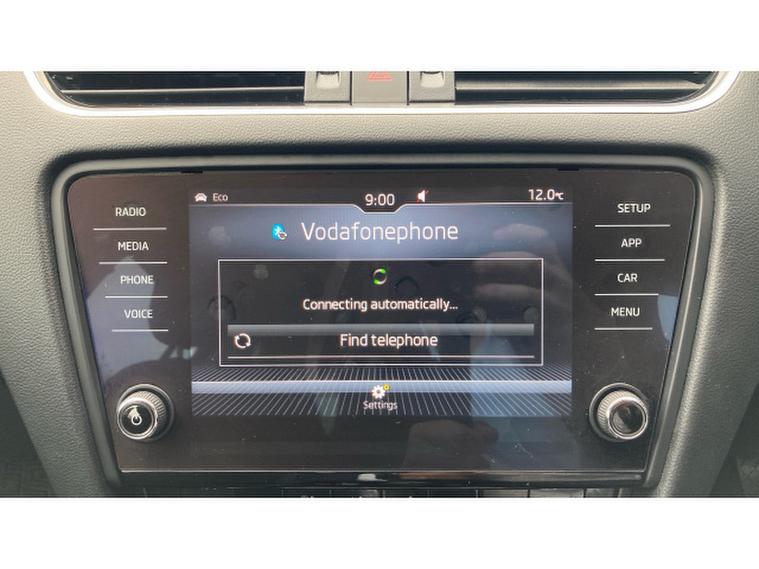 Eco 9:00 12.0°C
Vodafonephone
Connecting automatically...
Find telephone
Settings
RADIO
MEDIA
PHONE
VOICE
SETUP
APP
CAR
MENU